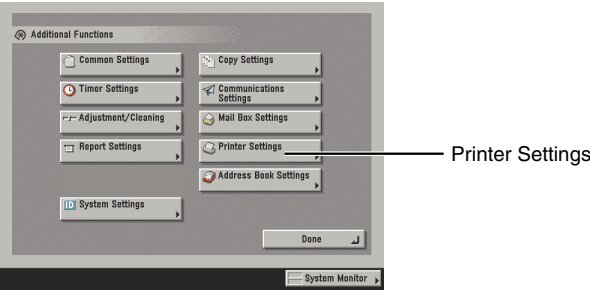 Additional Functions
Common Settings
Copy Settings
Timer Settings
Communications
Settings
Adjustment/Cleaning
Mail Box Settings
Report Settings
Printer Settings
Printer Settings
Address Book Settings
ID
System Settings
Done
System Monitor